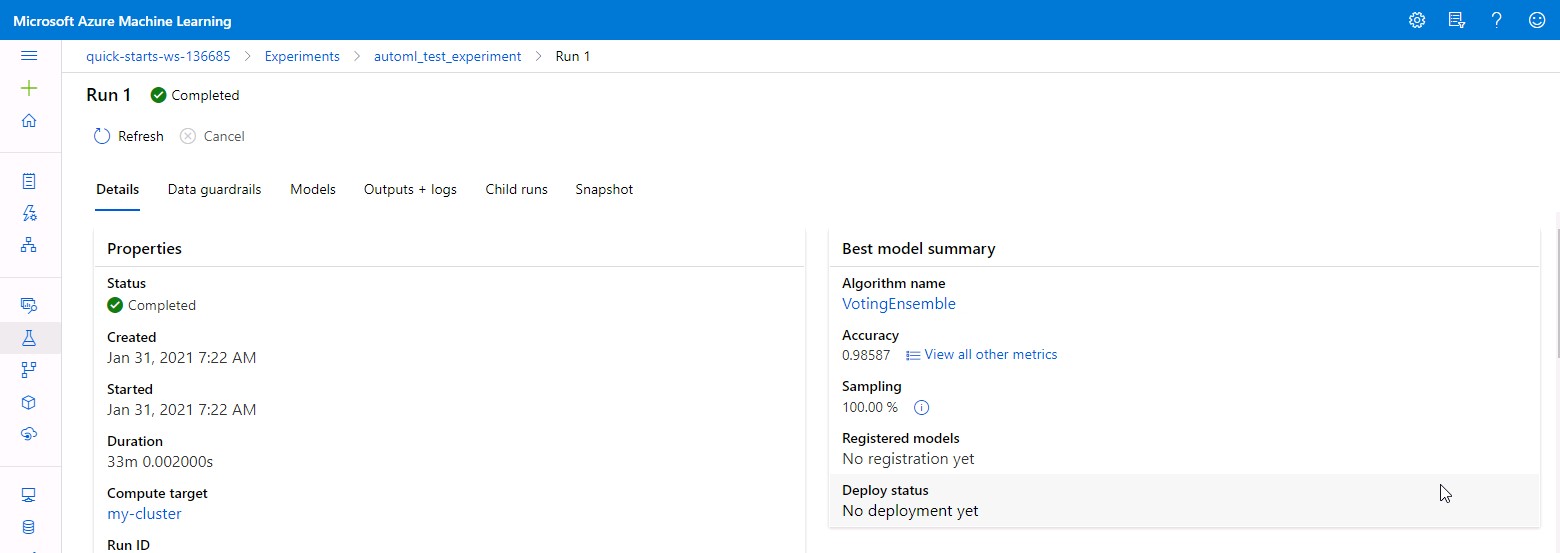 Microsoft Azure Machine Learning
quick-starts-ws-136685 > Experiments > automl_test_experiment > Run 1
Run 1 Completed
Refresh Cancel
Details Data guardrails Models Outputs + logs Child runs Snapshot
Properties
Status
Completed
Created
Jan 31, 2021 7:22 AM
Started
Jan 31, 2021 7:22 AM
Duration
33m 0.002000s
Compute target
my-cluster
Run ID
Best model summary
Algorithm name
VotingEnsemble
Accuracy
0.98587 View all other metrics
Sampling
100.00 %
Registered models
No registration yet
Deploy status
No deployment yet